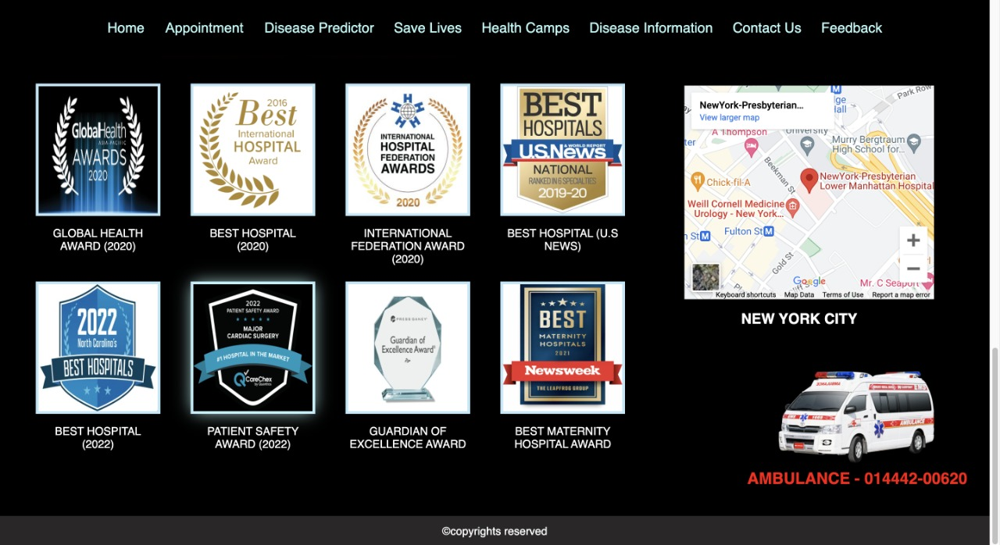 Home Appointment Disease Predictor Save Lives Health Camps Disease Information Contact Us Feedback
GlobalHealth
ASIA-PACIFIC
AWARDS
2020
GLOBAL HEALTH
AWARD (2020)
2016
Best
International
HOSPITAL
Award
BEST HOSPITAL
(2020)
INTERNATIONAL
HOSPITAL
FEDERATION
AWARDS
2020
INTERNATIONAL
FEDERATION AWARD
(2020)
BEST
HOSPITALS
U.S.News & WORLD REPORT
NATIONAL
RANKED IN 6 SPECIALTIES
2019-20
BEST HOSPITAL (U.S
NEWS)
2022
North Carolina's
BEST HOSPITALS
BEST HOSPITAL
(2022)
2022
PATIENT SAFETY AWARD
MAJOR
CARDIAC SURGERY
#1 HOSPITAL IN THE MARKET
CareChex
by Quantros
PATIENT SAFETY
AWARD (2022)
PRESS GANEY
Guardian of
Excellence Award
GUARDIAN OF
EXCELLENCE AWARD
BEST
MATERNITY
HOSPITALS
2021
Newsweek
THE LEAPFROG GROUP
BEST MATERNITY
HOSPITAL AWARD
NewYork-Presbyterian...
View larger map
Park Row
University
A Thompson
Murry Bergtraum
High School for...
Beekman St
Chick-fil-A
NewYork-Presbyterian
Lower Manhattan Hospital
Weill Cornell Medicine
Urology - New York...
Fulton St M
Gold St
Google
Mr. C Seaport
Keyboard shortcuts Map Data Terms of Use Report a map error
NEW YORK CITY
AMBULANCE
AMBULANCE - 014442-00620
©copyrights reserved